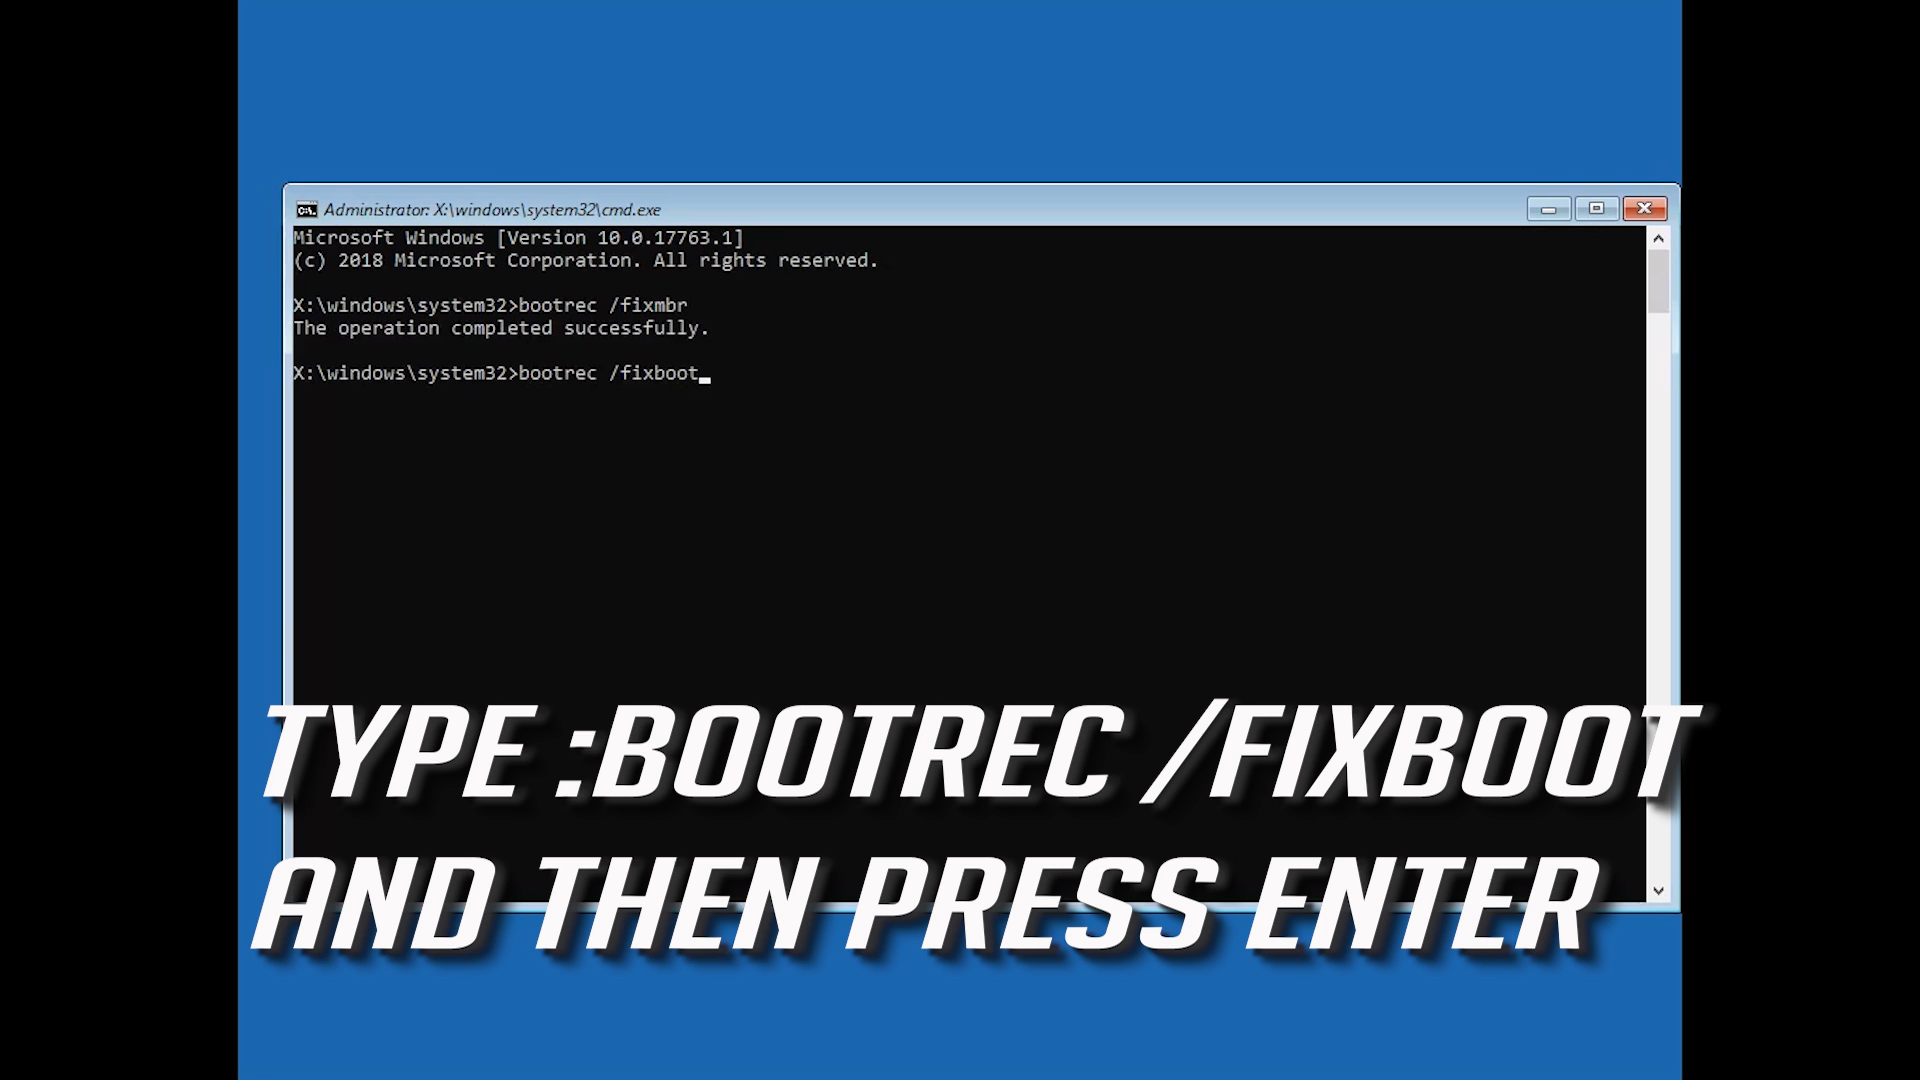 Administrator: X:\windows\system32\cmd.exe
Microsoft Windows [Version 10.0.17763.1]
(c) 2018 Microsoft Corporation. All rights reserved.
X:\windows\system32>bootrec /fixmbr
The operation completed successfully.
X:\windows\system32>bootrec /fixboot
TYPE :BOOTREC /FIXBOOT
AND THEN PRESS ENTER